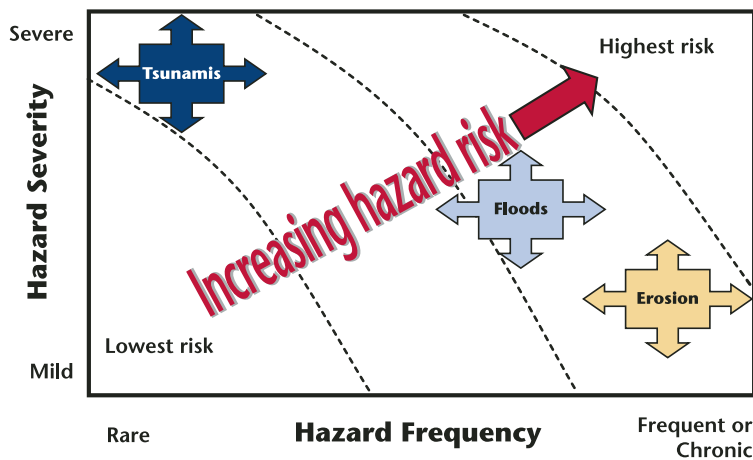 Severe
Highest risk
Tsunamis
Increasing hazard risk
Floods
Erosion
Hazard Severity
Lowest risk
Mild
Rare
Hazard Frequency
Frequent or
Chronic